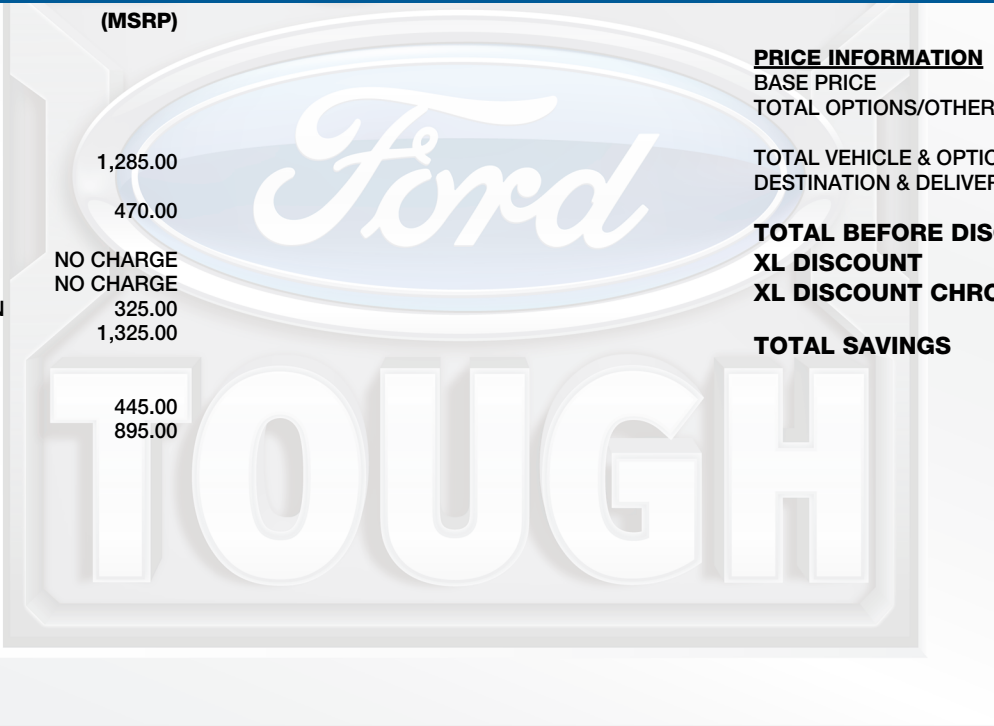 (MSRP)
1,285.00
470.00
NO CHARGE
NO CHARGE
325.00
1,325.00
445.00
895.00
PRICE INFORMATION
BASE PRICE
TOTAL OPTIONS/OTHER
TOTAL VEHICLE & OPTIO
DESTINATION & DELIVER
TOTAL BEFORE DIS
XL DISCOUNT
XL DISCOUNT CHRO
TOTAL SAVINGS
Ford
TOUGH